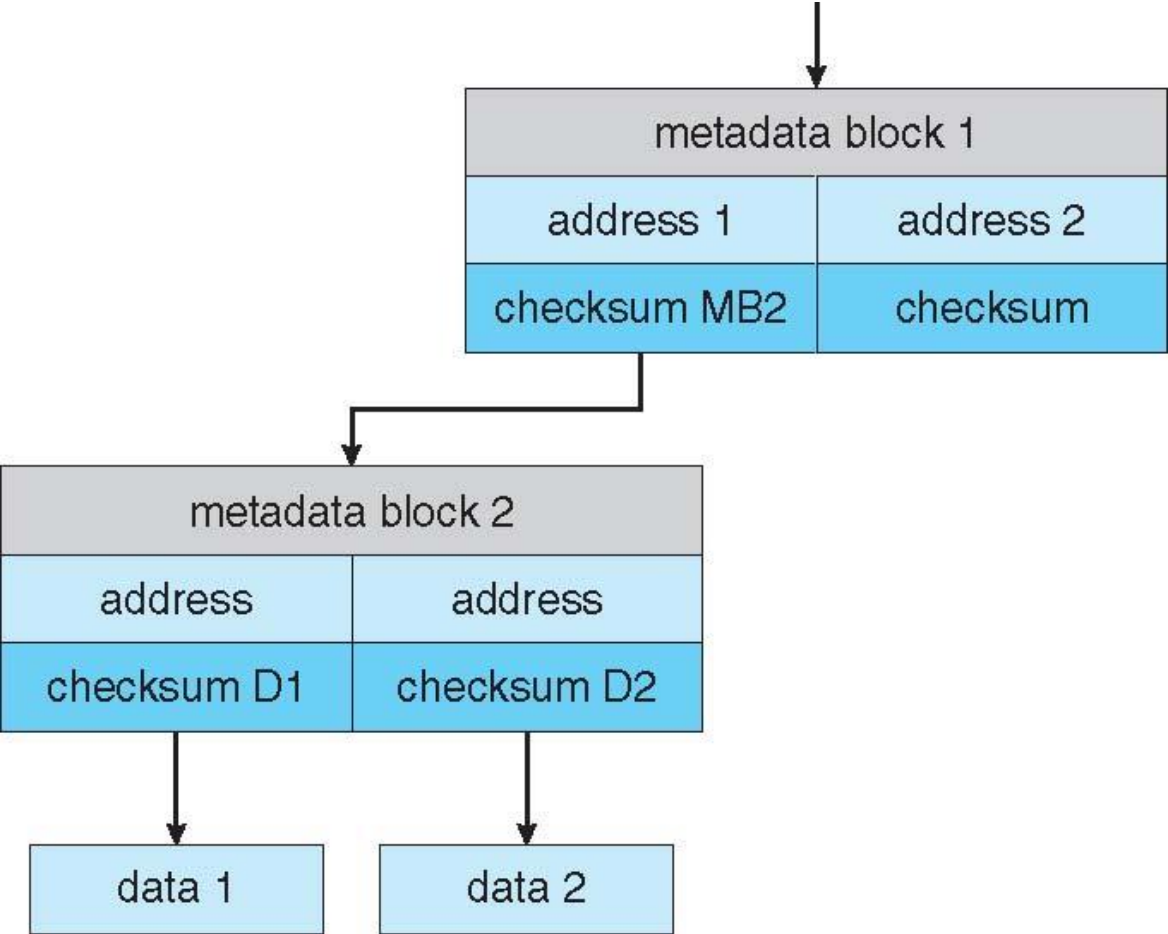 metadata block 1
address 1 address 2
checksum MB2 checksum
metadata block 2
address address
checksum D1 checksum D2
data 1 data 2